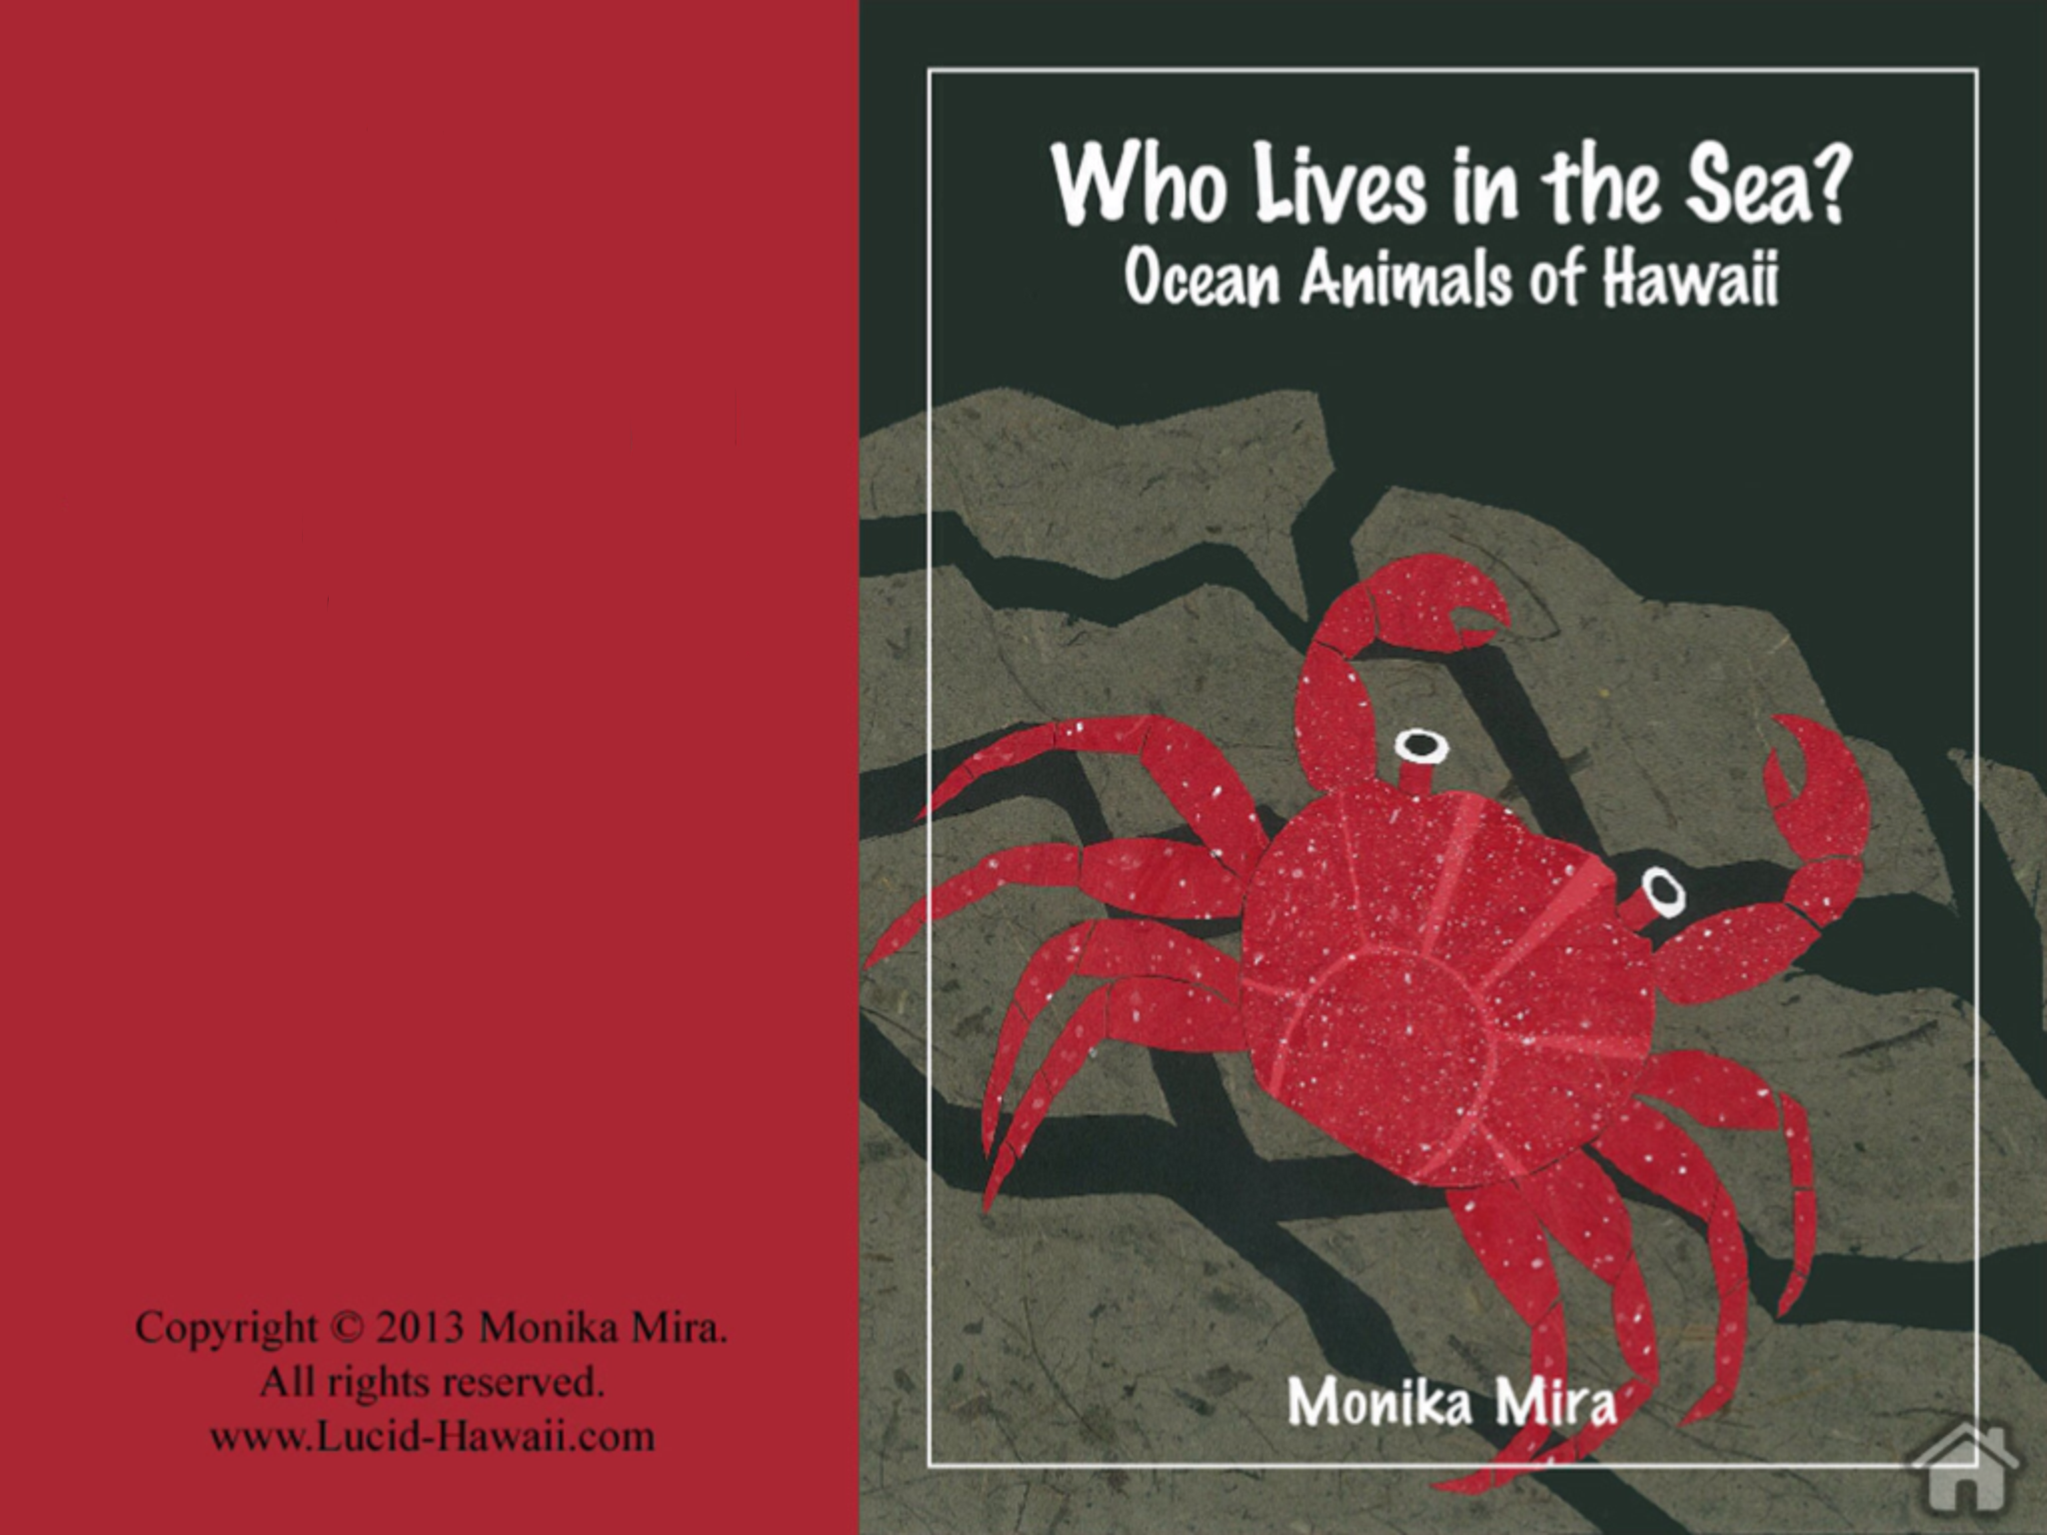 Who Lives in the Sea?
Ocean Animals of Hawaii
Monika Mira
Copyright © 2013 Monika Mira.
All rights reserved.
www.Lucid-Hawaii.com